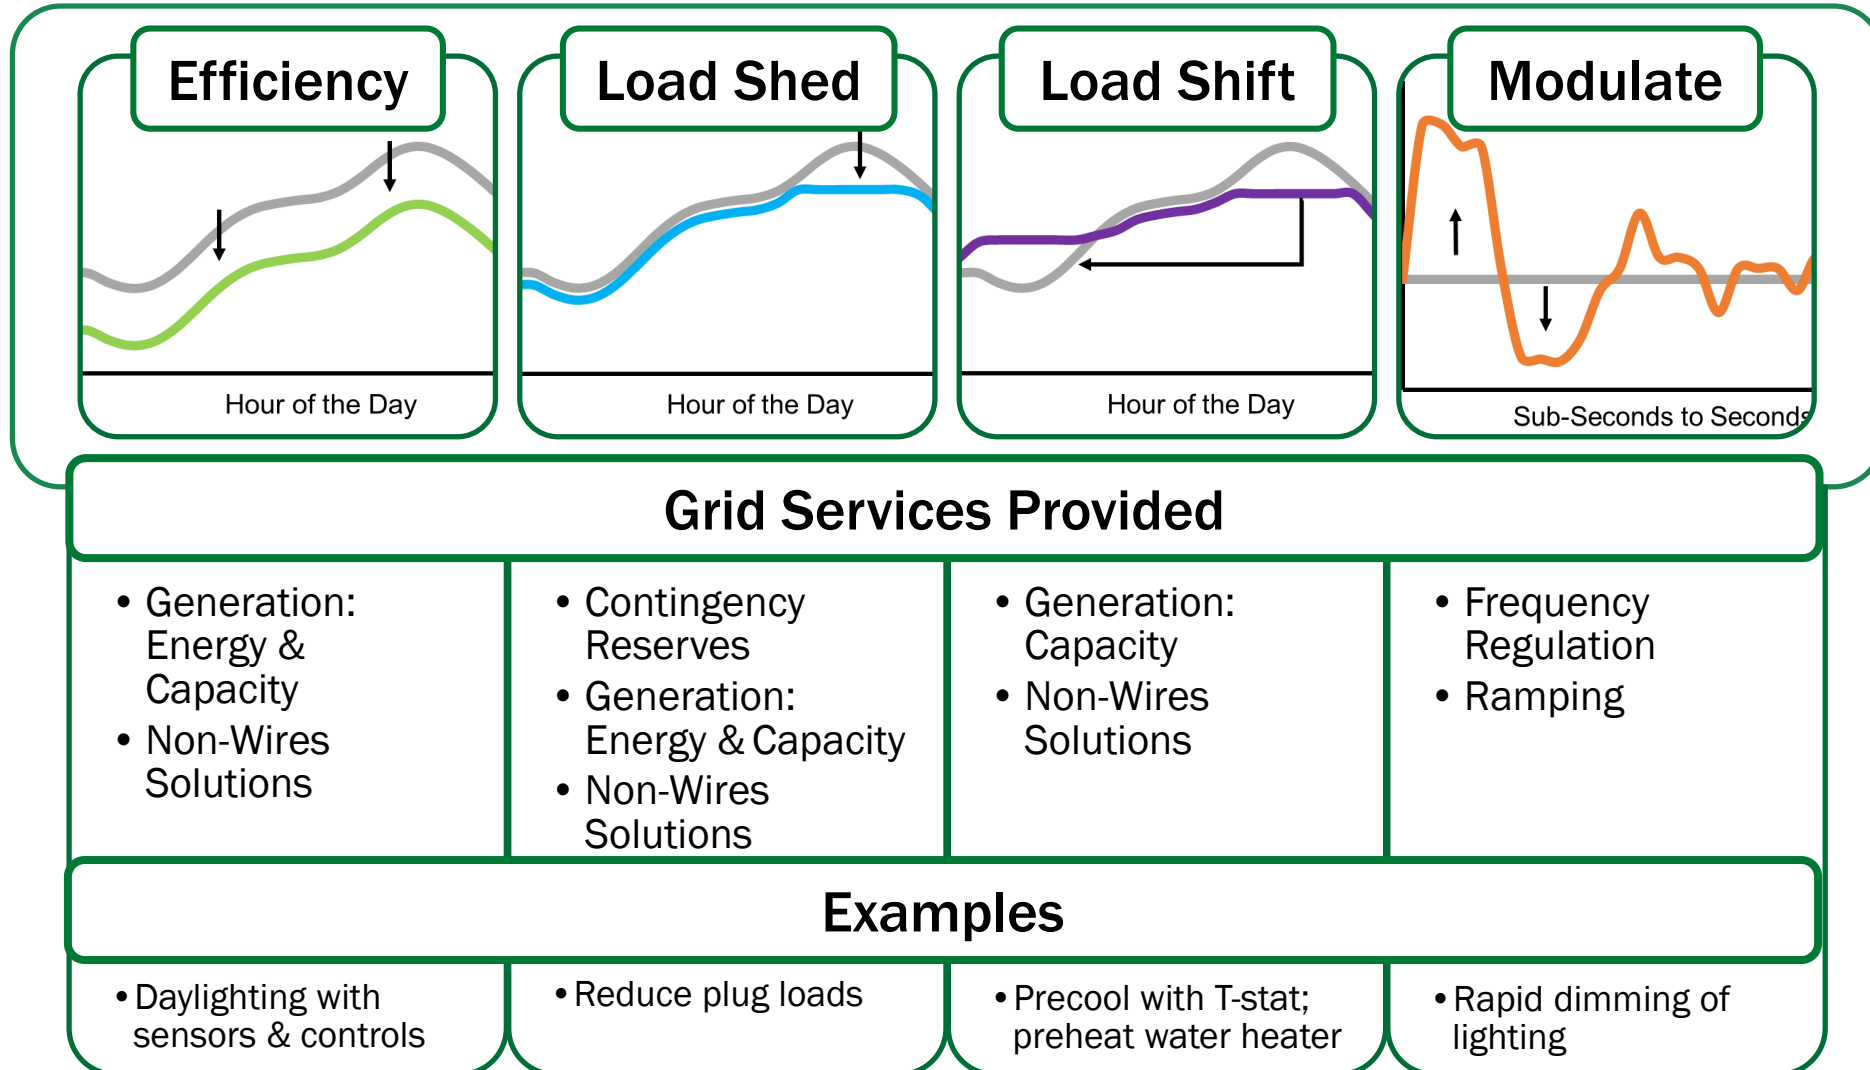 Efficiency
Load Shed
Load Shift
Modulate
Hour of the Day
Hour of the Day
Hour of the Day
Sub-Seconds to Seconds
Grid Services Provided
• Generation:
Energy &
Capacity
• Non-Wires
Solutions
• Contingency
Reserves
• Generation:
Energy & Capacity
• Non-Wires
Solutions
• Generation:
Capacity
• Non-Wires
Solutions
• Frequency
Regulation
• Ramping
Examples
• Daylighting with
sensors & controls
• Reduce plug loads
• Precool with T-stat;
preheat water heater
• Rapid dimming of
lighting